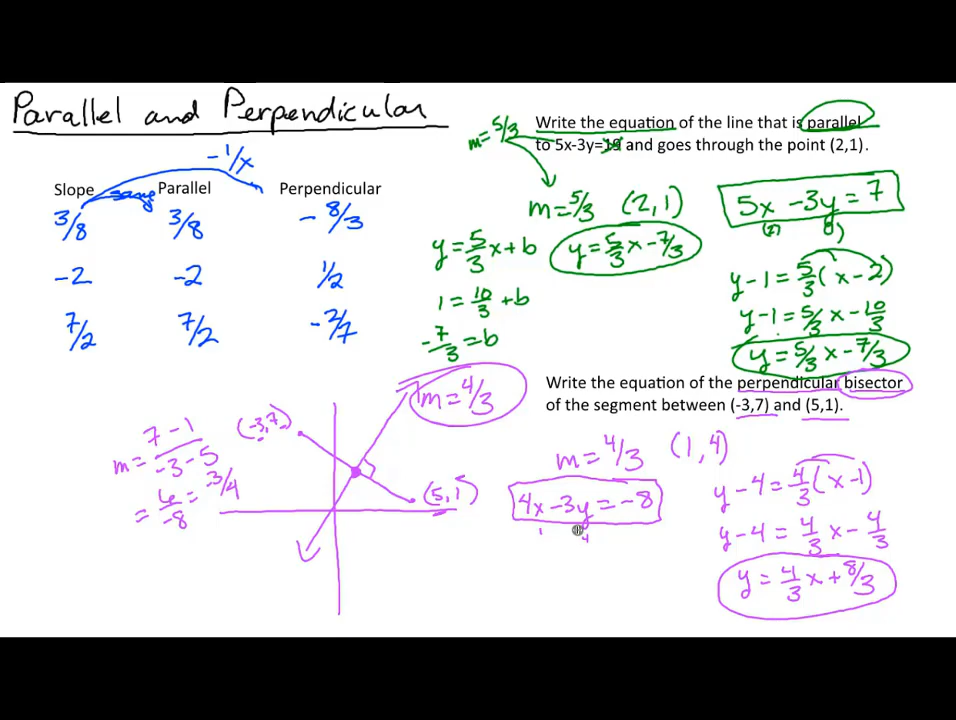 Parallel and Perpendicular
-1/x
Slope same Parallel Perpendicular
3/8 3/8 -8/3
-2 -2 1/2
7/2 7/2 -2/7
Write the equation of the line that is parallel
to 5x-3y=19 and goes through the point (2,1).
m=5/3
m=5/3 (2,1)
y=5/3x+b
y=5/3x-7/3
1=10/3+b
-7/3=b
5x-3y=7
(2) (1)
y-1=5/3(x-2)
y-1=5/3x-10/3
y=5/3x-7/3
Write the equation of the perpendicular bisector
of the segment between (-3,7) and (5,1).
m=4/3
(-3,7)
(5,1)
m=7-1/-3-5
=6/-8=-3/4
m=4/3 (1,4)
4x-3y=-8
1 4
y-4=4/3(x-1)
y-4=4/3x-4/3
y=4/3x+8/3